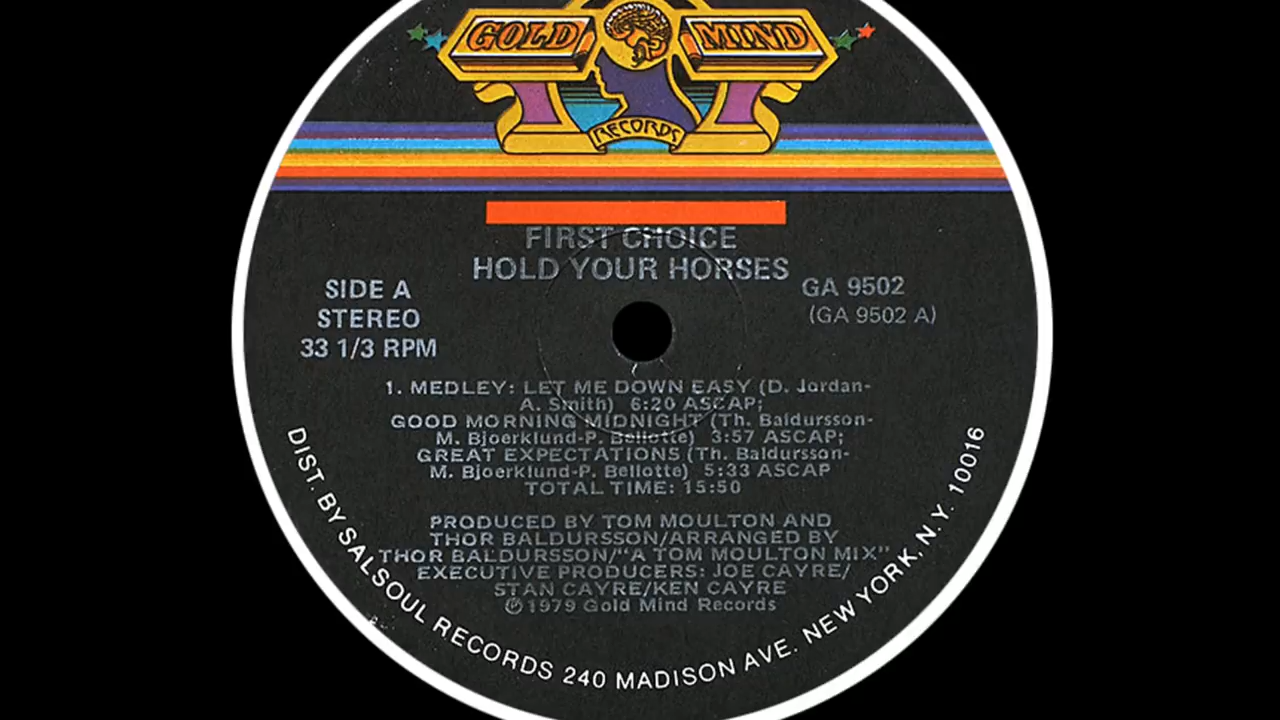 GOLD MIND
RECORDS
FIRST CHOICE
HOLD YOUR HORSES
SIDE A
STEREO
33 1/3 RPM
GA 9502
(GA 9502 A)
1. MEDLEY: LET ME DOWN EASY (D. Jordan-
A. Smith) 6:20 ASCAP;
GOOD MORNING MIDNIGHT (Th. Baldursson-
M. Bjoerklund-P. Bellotte) 3:57 ASCAP;
GREAT EXPECTATIONS (Th. Baldursson-
M. Bjoerklund-P. Bellotte) 5:33 ASCAP
TOTAL TIME: 15:50
PRODUCED BY TOM MOULTON AND
THOR BALDURSSON/ARRANGED BY
THOR BALDURSSON/"A TOM MOULTON MIX"
EXECUTIVE PRODUCERS: JOE CAYRE/
STAN CAYRE/KEN CAYRE
℗1979 Gold Mind Records
DIST. BY SALSOUL RECORDS 240 MADISON AVE. NEW YORK, N.Y. 10016